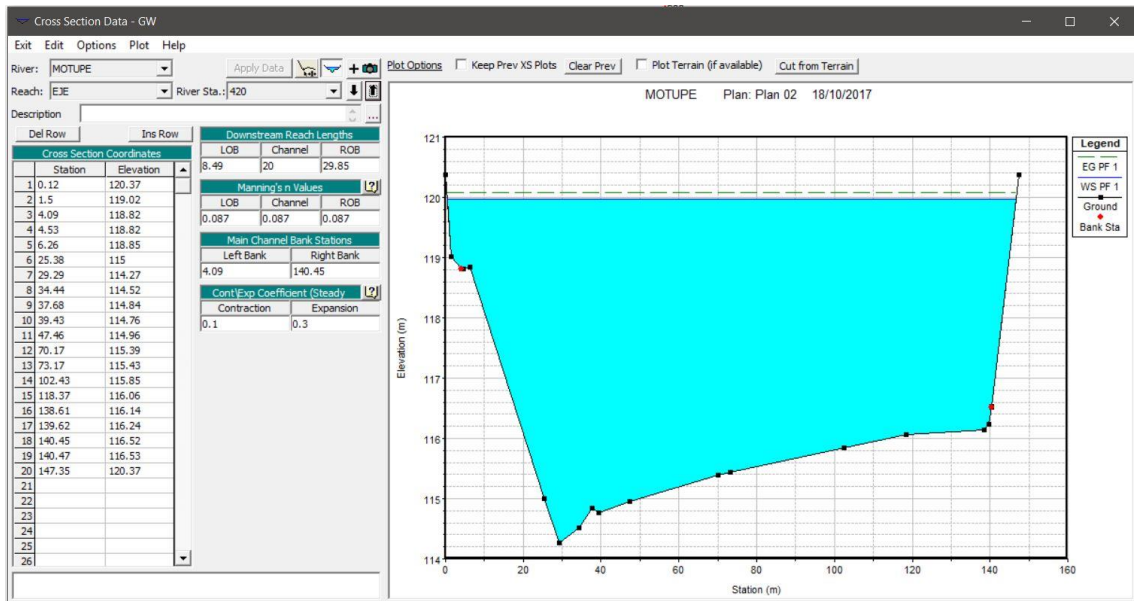 Cross Section Data - GW
Exit Edit Options Plot Help
River: MOTUPE Apply Data
Reach: EJE River Sta.: 420
Description ...
Del Row Ins Row
Cross Section Coordinates
Station Elevation
1 0.12 120.37
2 1.5 119.02
3 4.09 118.82
4 4.53 118.82
5 6.26 118.85
6 25.38 115
7 29.29 114.27
8 34.44 114.52
9 37.68 114.84
10 39.43 114.76
11 47.46 114.96
12 70.17 115.39
13 73.17 115.43
14 102.43 115.85
15 118.37 116.06
16 138.61 116.14
17 139.62 116.24
18 140.45 116.52
19 140.47 116.53
20 147.35 120.37
21
22
23
24
25
26
Downstream Reach Lengths
LOB Channel ROB
8.49 20 29.85
Manning's n Values ?
LOB Channel ROB
0.087 0.087 0.087
Main Channel Bank Stations
Left Bank Right Bank
4.09 140.45
Cont\Exp Coefficient (Steady ?
Contraction Expansion
0.1 0.3
Plot Options Keep Prev XS Plots Clear Prev Plot Terrain (if available) Cut from Terrain
MOTUPE Plan: Plan 02 18/10/2017
121
120
119
118
117
116
115
114
Elevation (m)
0 20 40 60 80 100 120 140 160
Station (m)
Legend
EG PF 1
WS PF 1
Ground
Bank Sta